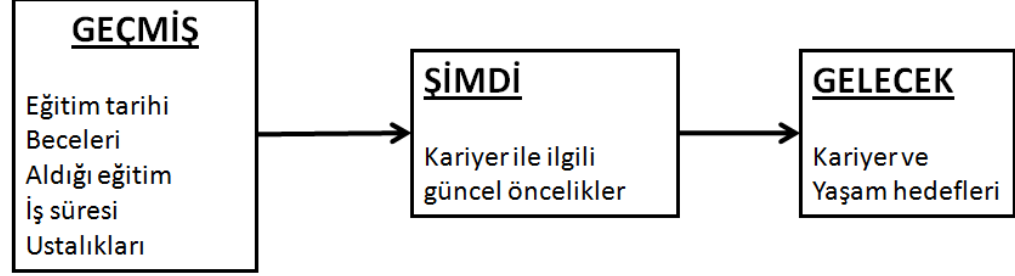 GEÇMİŞ
Eğitim tarihi
Beceleri
Aldığı eğitim
İş süresi
Ustalıkları
ŞİMDİ
Kariyer ile ilgili
güncel öncelikler
GELECEK
Kariyer ve
Yaşam hedefleri